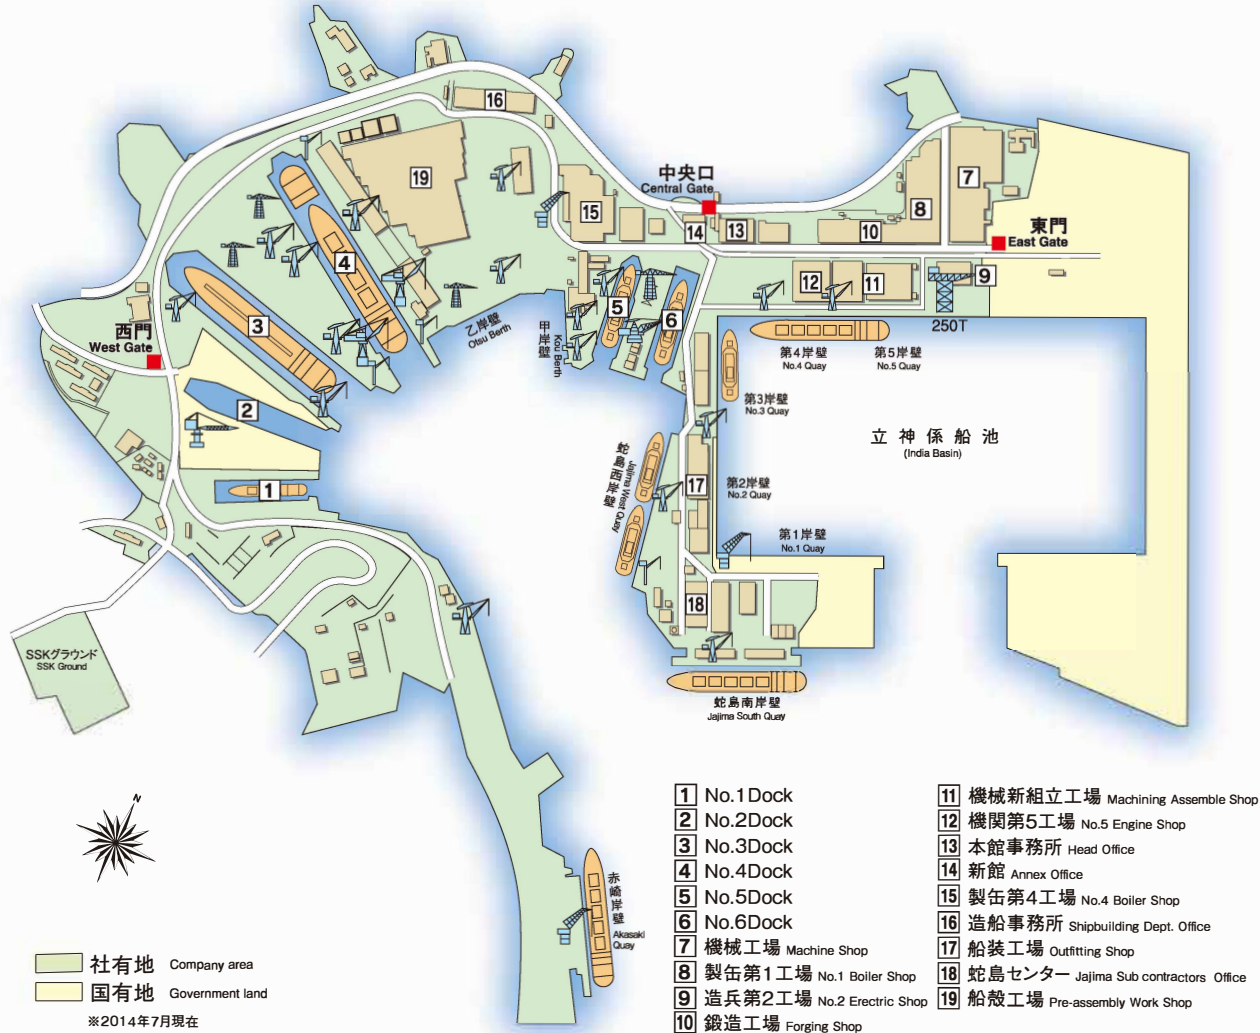 16
中央口
Central Gate
19
15
14
13
10
8
7
東門
East Gate
12
11
9
250T
4
3
5
6
乙岸壁
Otsu Berth
甲岸壁
Kou Berth
西門
West Gate
2
1
第4岸壁
No.4 Quay
第5岸壁
No.5 Quay
第3岸壁
No.3 Quay
立神係船池
(India Basin)
蛇島西岸壁
Jajima West Quay
17
第2岸壁
No.2 Quay
第1岸壁
No.1 Quay
18
SSKグラウンド
SSK Ground
蛇島南岸壁
Jajima South Quay
赤崎岸壁
Akasaki
Quay
N
社有地 Company area
国有地 Government land
※2014年7月現在
1 No.1Dock
2 No.2Dock
3 No.3Dock
4 No.4Dock
5 No.5Dock
6 No.6Dock
7 機械工場 Machine Shop
8 製缶第1工場 No.1 Boiler Shop
9 造兵第2工場 No.2 Erectric Shop
10 鍛造工場 Forging Shop
11 機械新組立工場 Machining Assemble Shop
12 機関第5工場 No.5 Engine Shop
13 本館事務所 Head Office
14 新館 Annex Office
15 製缶第4工場 No.4 Boiler Shop
16 造船事務所 Shipbuilding Dept. Office
17 船装工場 Outfitting Shop
18 蛇島センター Jajima Sub contractors Office
19 船殻工場 Pre-assembly Work Shop